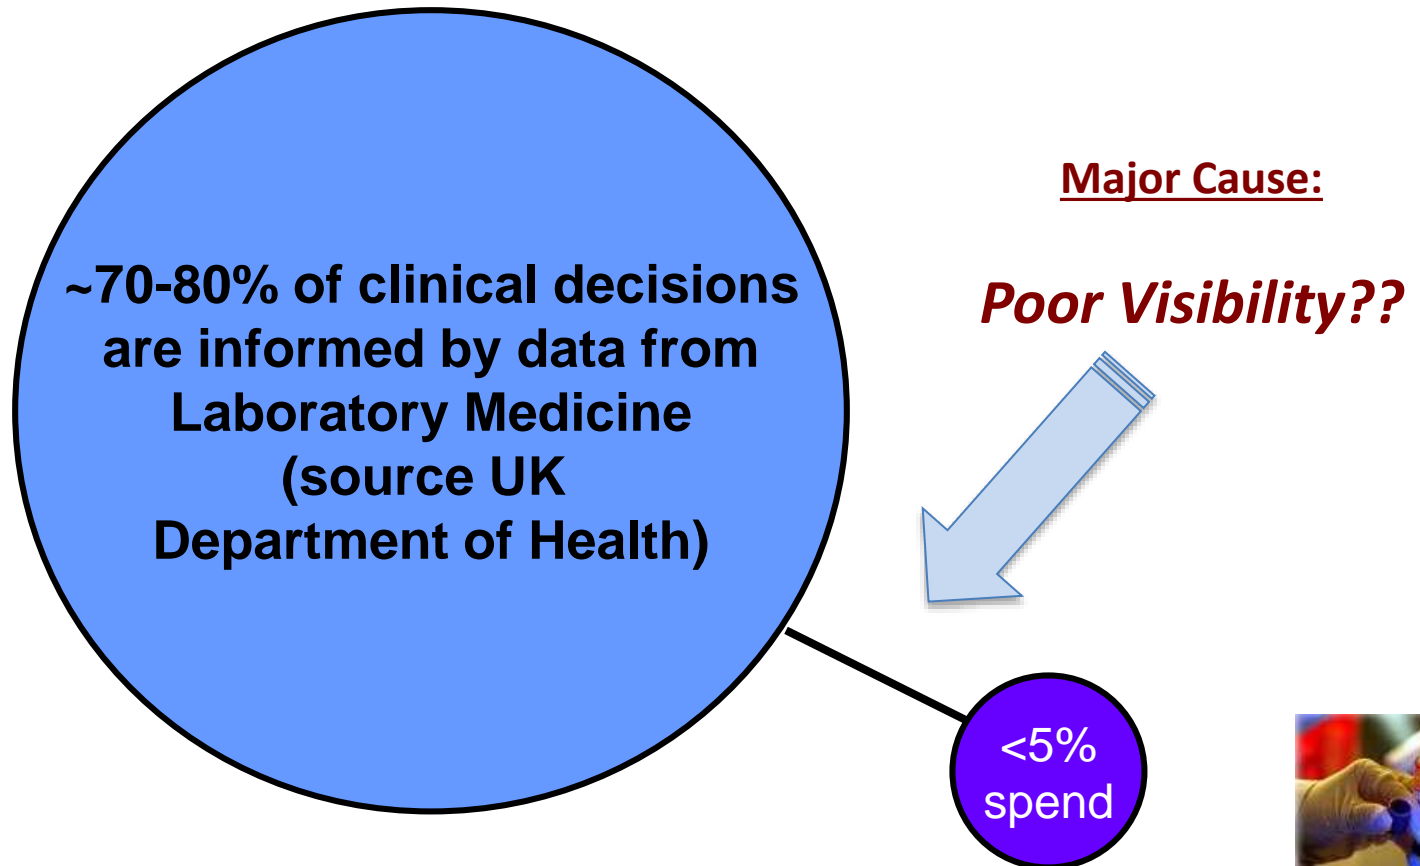 ~70-80% of clinical decisions
are informed by data from
Laboratory Medicine
(source UK
Department of Health)
Major Cause:
Poor Visibility??
<5%
spend